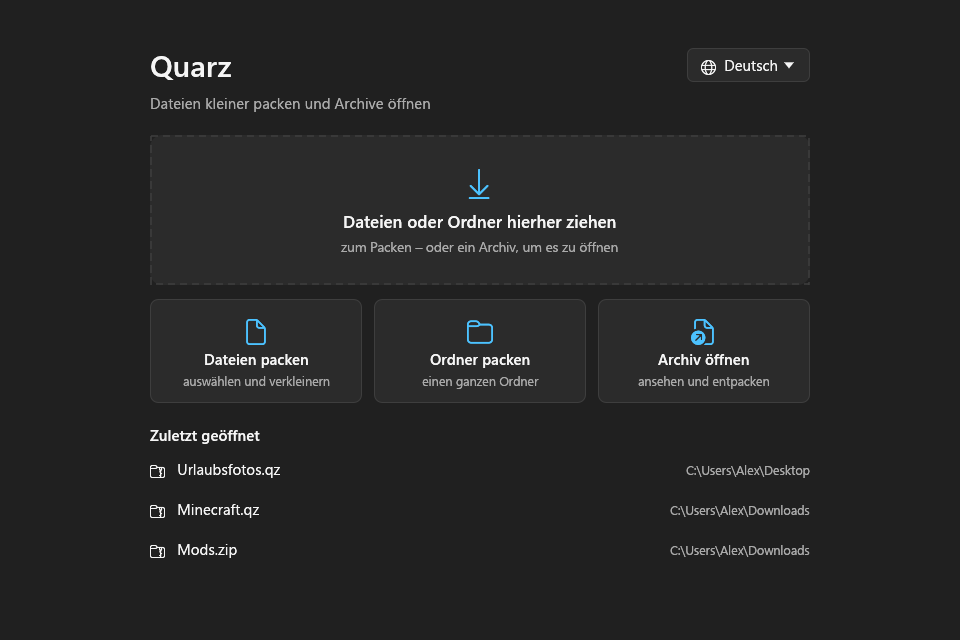 Quarz
Deutsch
Dateien kleiner packen und Archive öffnen
Dateien oder Ordner hierher ziehen
zum Packen – oder ein Archiv, um es zu öffnen
Dateien packen
auswählen und verkleinern
Ordner packen
einen ganzen Ordner
Archiv öffnen
ansehen und entpacken
Zuletzt geöffnet
Urlaubsfotos.qz C:\Users\Alex\Desktop
Minecraft.qz C:\Users\Alex\Downloads
Mods.zip C:\Users\Alex\Downloads